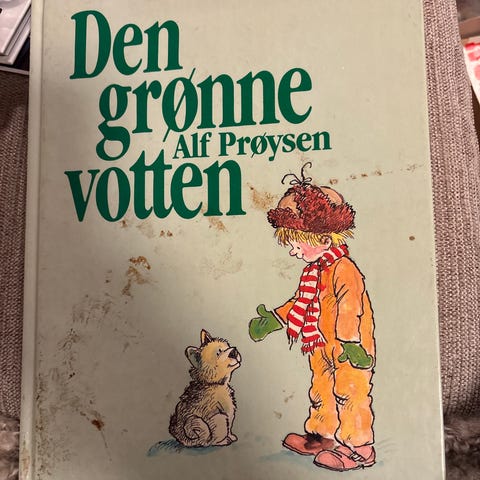 Den
grønne
Alf Prøysen
votten